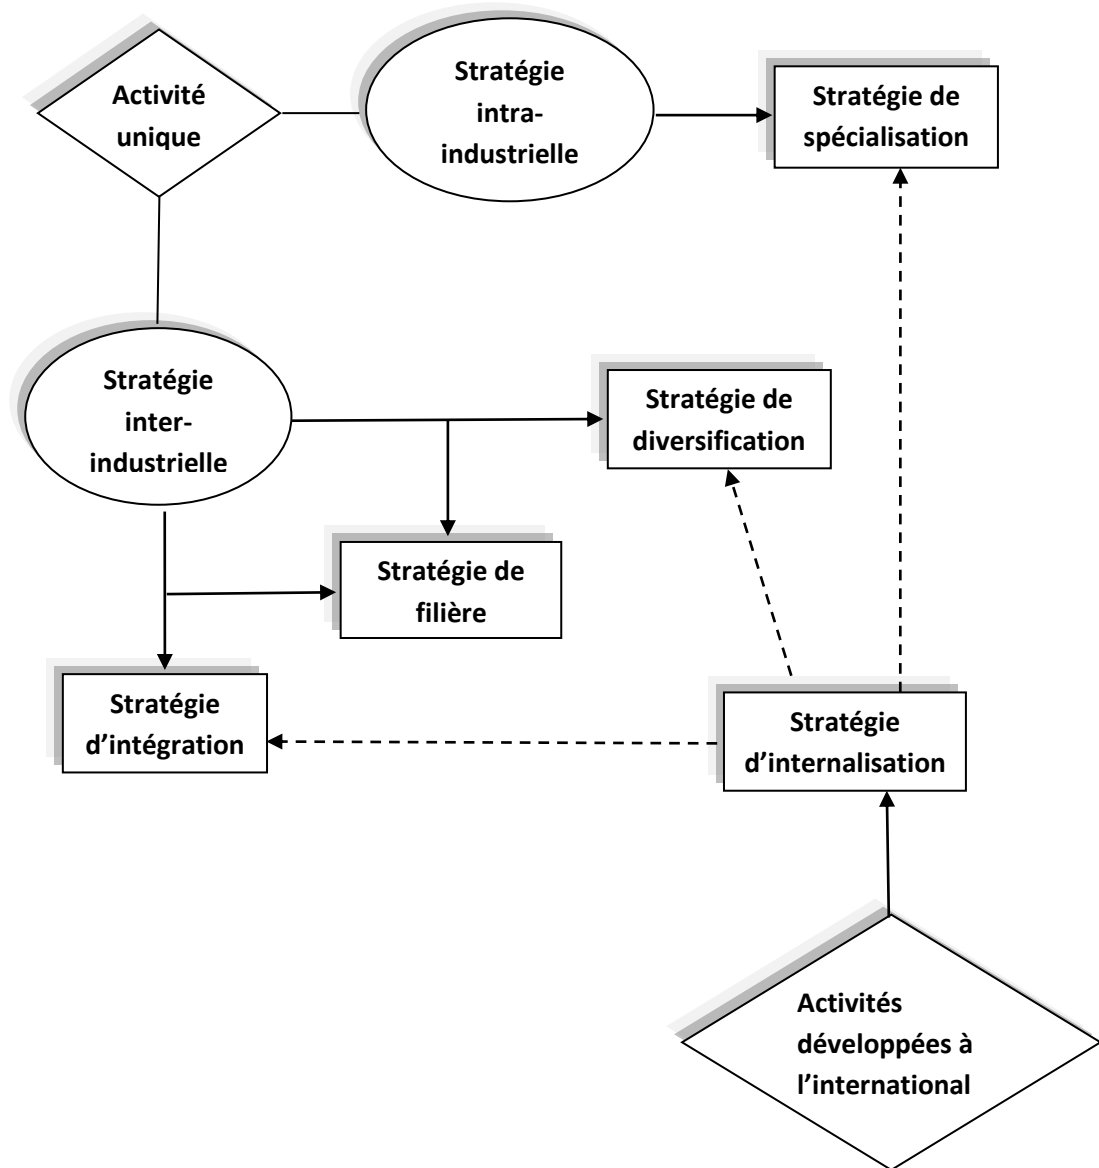 Activité
unique
Stratégie
intra-
industrielle
Stratégie de
spécialisation
Stratégie
inter-
industrielle
Stratégie de
diversification
Stratégie de
filière
Stratégie
d’intégration
Stratégie
d’internalisation
Activités
développées à
l’international